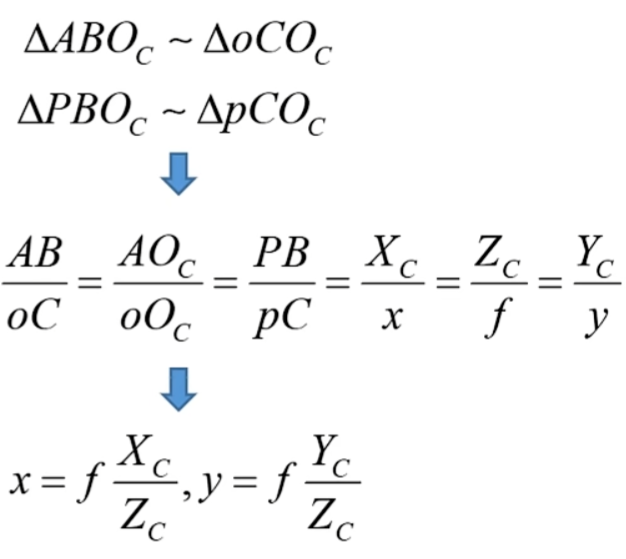 ΔABO_C ~ ΔoCO_C
ΔPBO_C ~ ΔpCO_C
AB/oC = AO_C/oO_C = PB/pC = X_C/x = Z_C/f = Y_C/y
x = f X_C/Z_C , y = f Y_C/Z_C